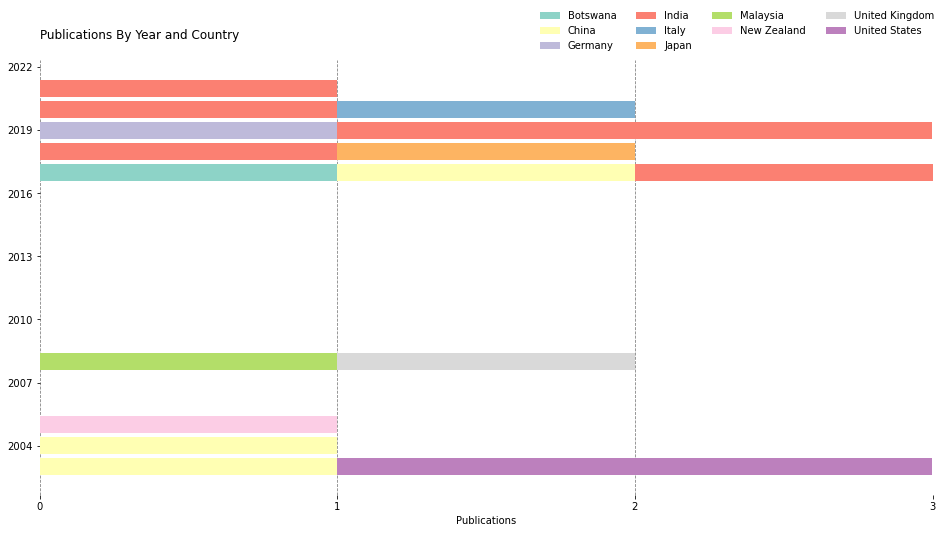 Publications By Year and Country
Botswana India Malaysia United Kingdom
China Italy New Zealand United States
Germany Japan
2022
2019
2016
2013
2010
2007
2004
0 1 2 3
Publications